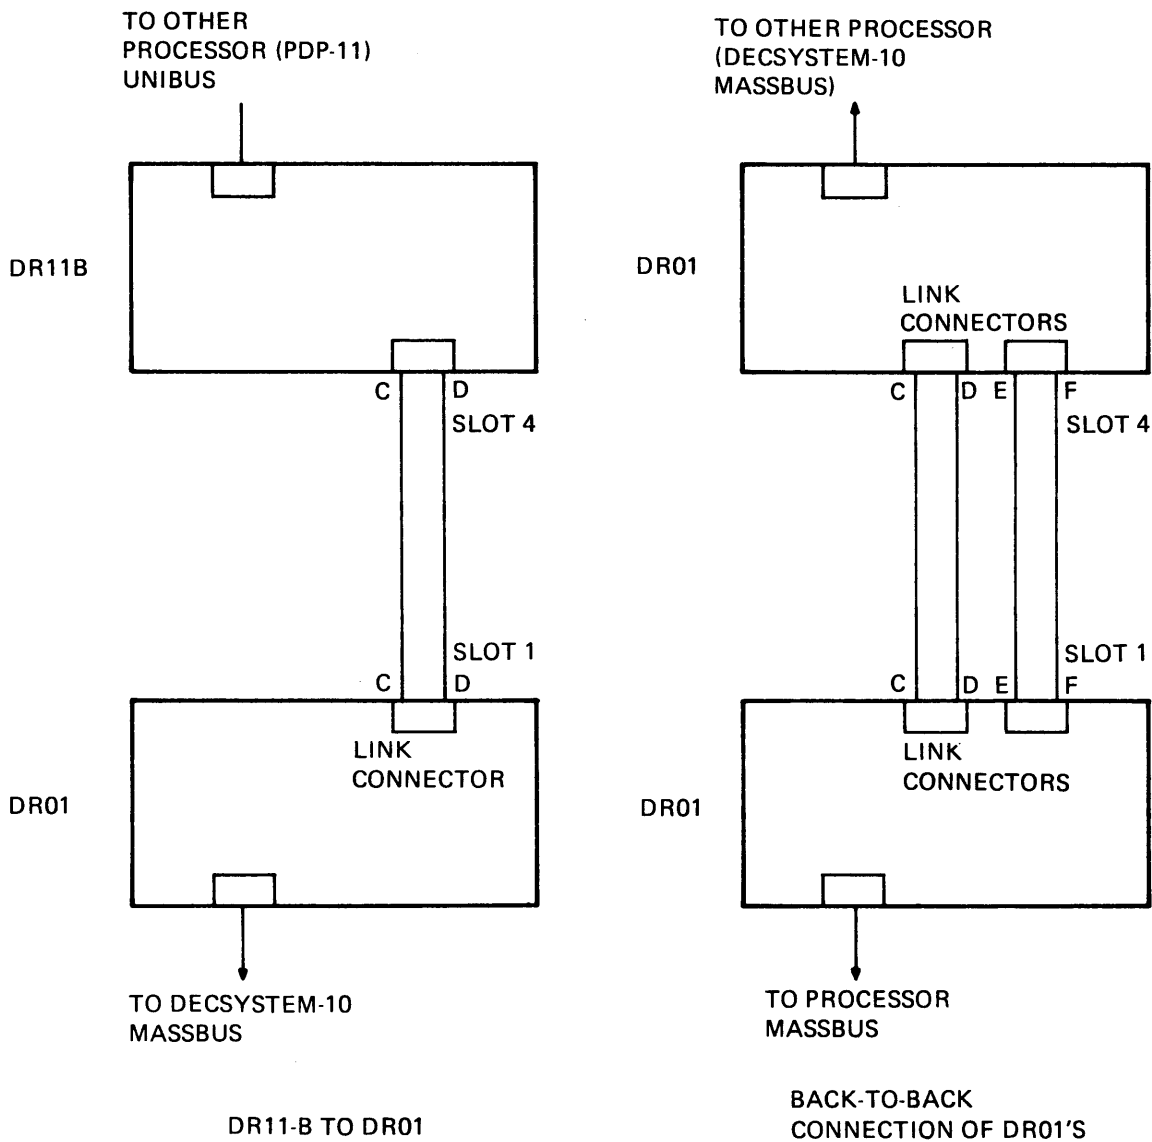 TO OTHER
PROCESSOR (PDP-11)
UNIBUS
DR11B
C D
SLOT 4
SLOT 1
C D
LINK
CONNECTOR
DR01
TO DECSYSTEM-10
MASSBUS
DR11-B TO DR01
TO OTHER PROCESSOR
(DECSYSTEM-10
MASSBUS)
DR01
LINK
CONNECTORS
C D E F
SLOT 4
SLOT 1
C D E F
LINK
CONNECTORS
DR01
TO PROCESSOR
MASSBUS
BACK-TO-BACK
CONNECTION OF DR01'S